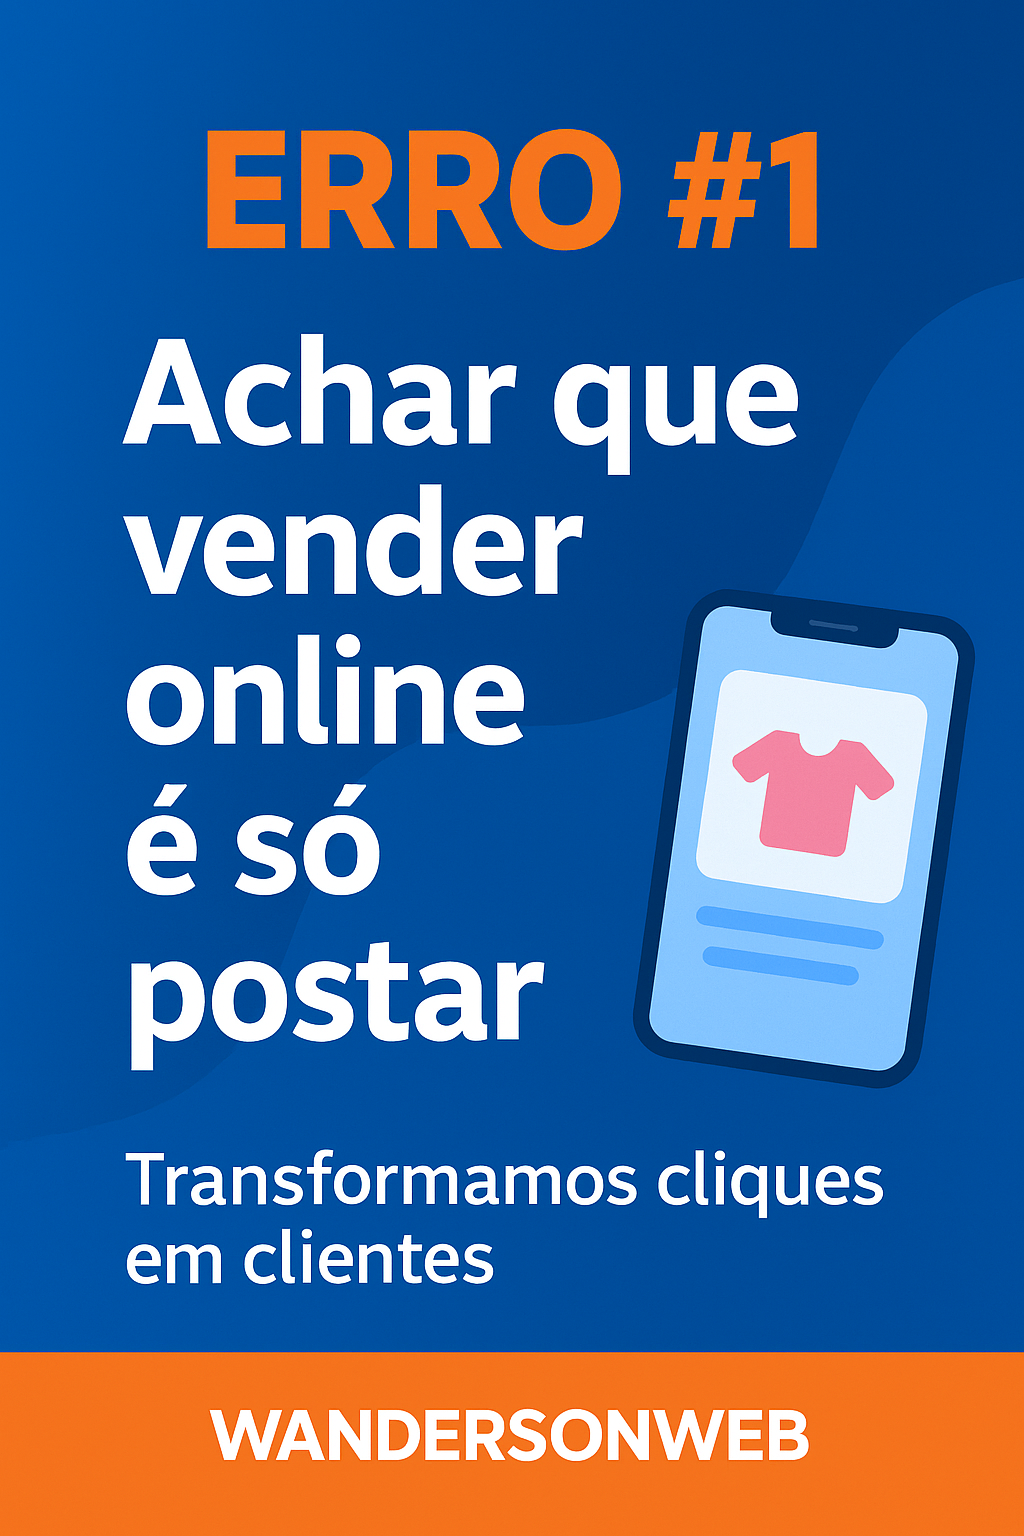 ERRO #1
Achar que
vender
online
é só
postar
Transformamos cliques
em clientes
WANDERSONWEB